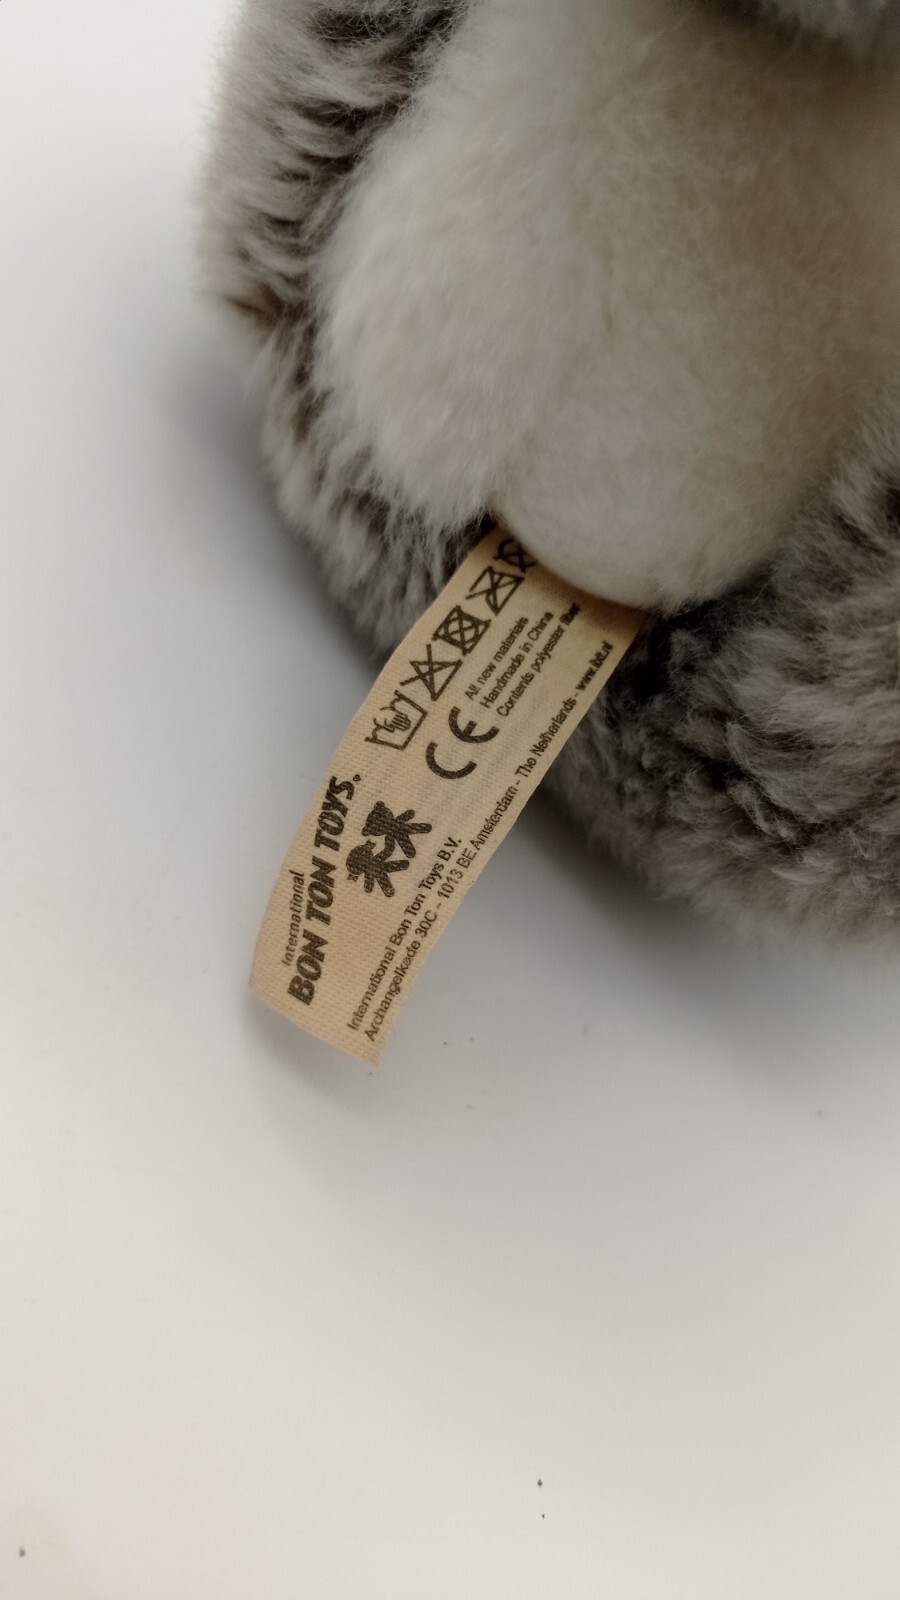 International
BON TON TOYS
CE
All new materials
Handmade in China
Contents polyester fiber
International Bon Ton Toys B.V.
Archangelkade 30C - 1013 BE Amsterdam - The Netherlands - www.btt.nl